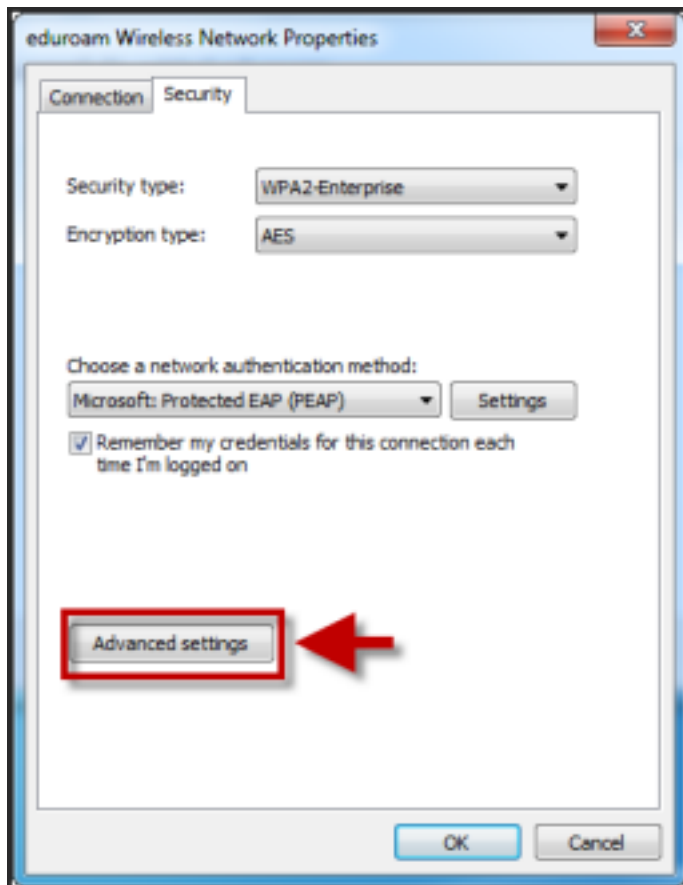 eduroam Wireless Network Properties
Connection Security
Security type: WPA2-Enterprise
Encryption type: AES
Choose a network authentication method:
Microsoft: Protected EAP (PEAP) Settings
Remember my credentials for this connection each
time I'm logged on
Advanced settings
OK Cancel